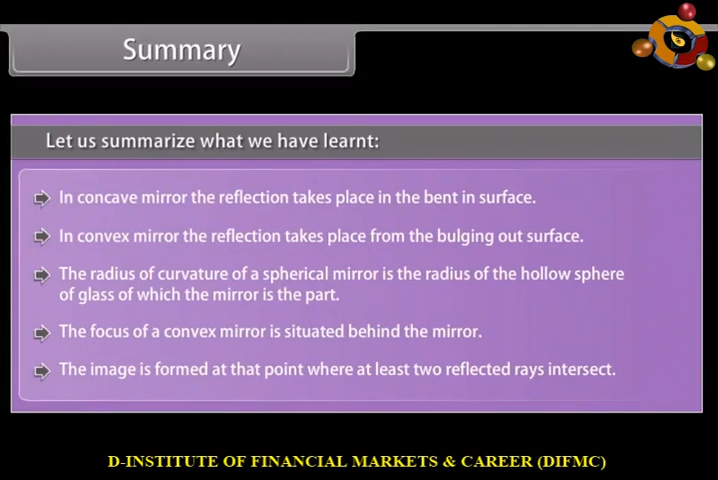 Summary
Let us summarize what we have learnt:
In concave mirror the reflection takes place in the bent in surface.
In convex mirror the reflection takes place from the bulging out surface.
The radius of curvature of a spherical mirror is the radius of the hollow sphere
of glass of which the mirror is the part.
The focus of a convex mirror is situated behind the mirror.
The image is formed at that point where at least two reflected rays intersect.
D-INSTITUTE OF FINANCIAL MARKETS & CAREER (DIFMC)